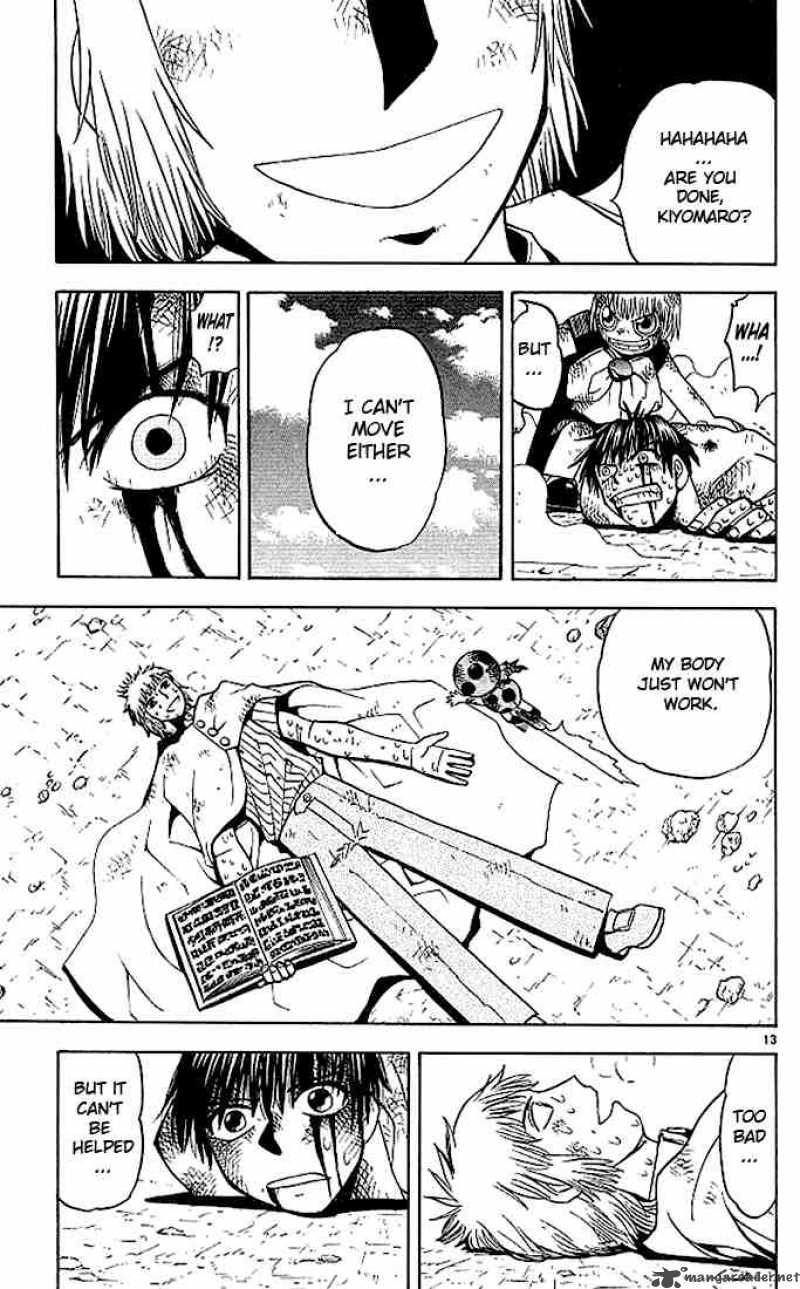 HAHAHAHA
...
ARE YOU
DONE,
KIYOMARO?
WHA
...!
BUT
...
I CAN'T
MOVE
EITHER
...
WHAT
!?
MY BODY
JUST WON'T
WORK.
13
TOO
BAD
...
BUT IT
CAN'T
BE
HELPED
...
mangareader.net